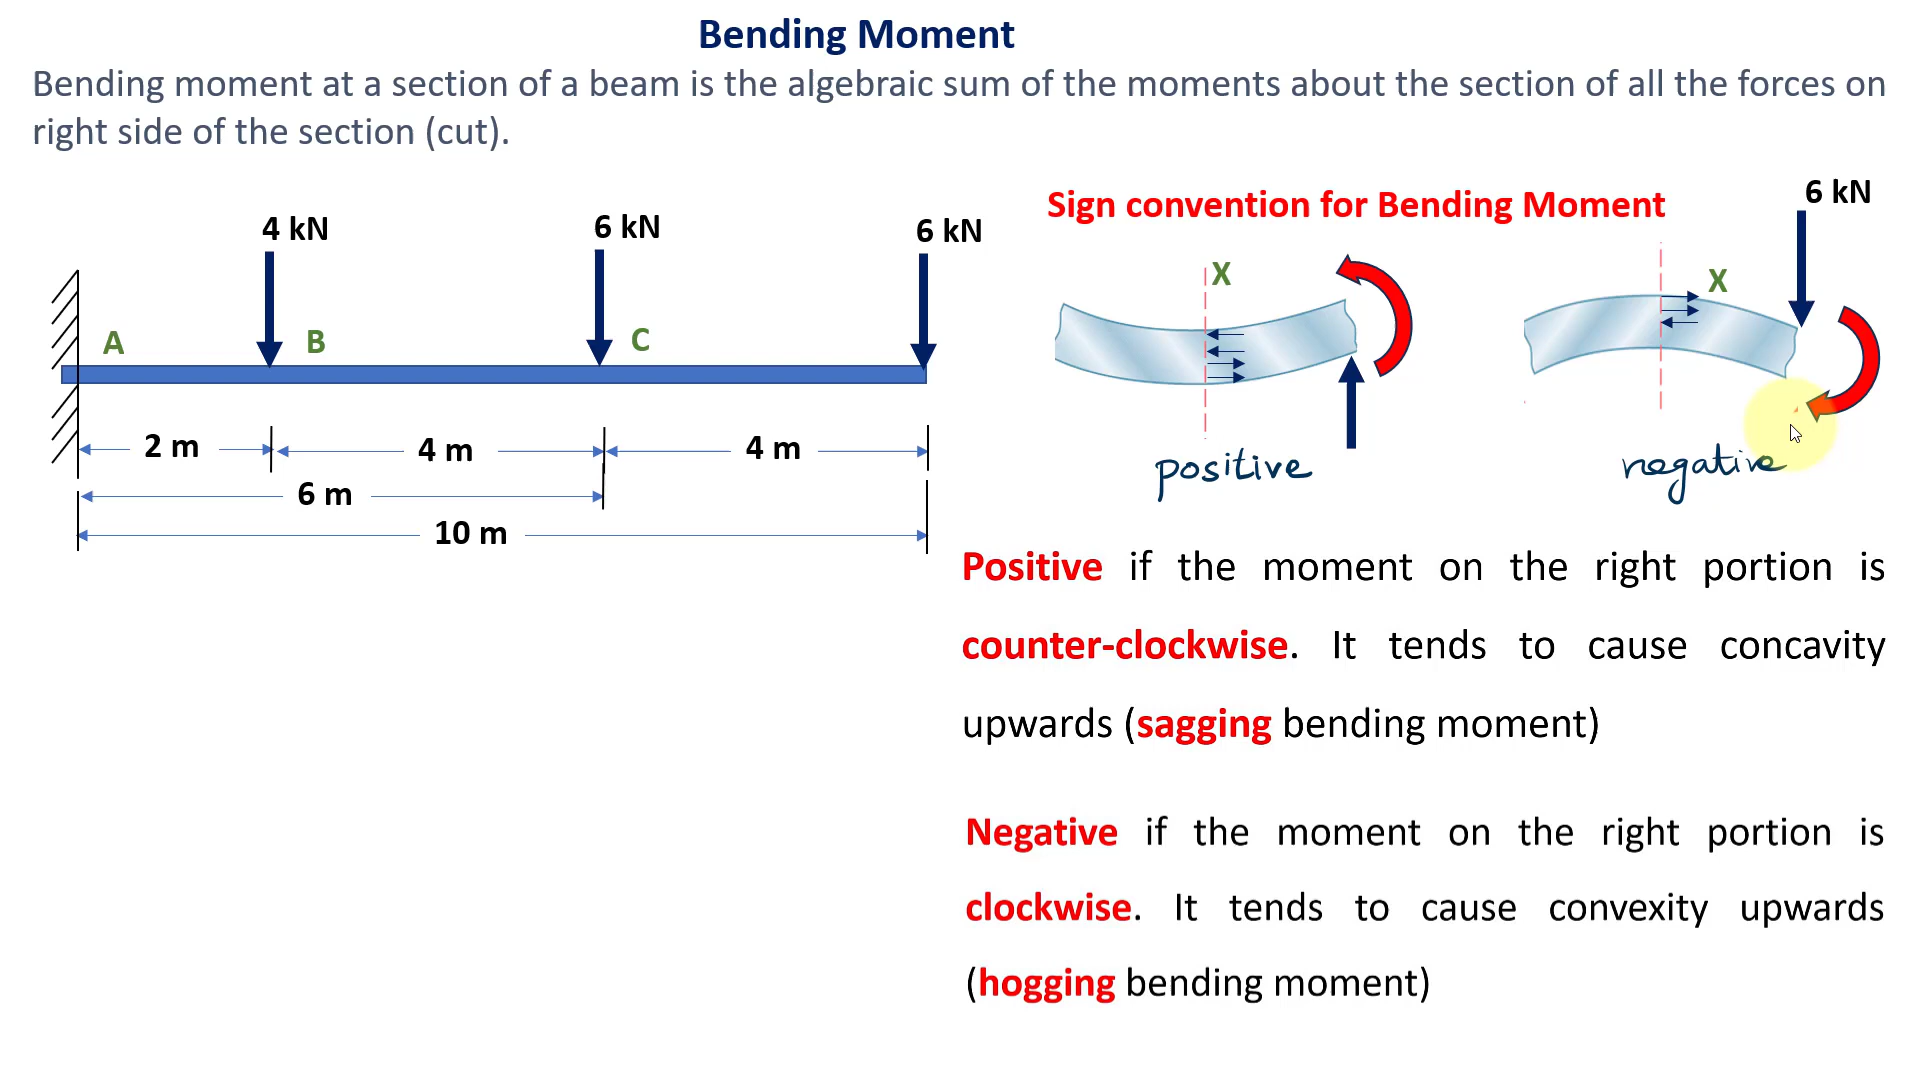 Bending Moment
Bending moment at a section of a beam is the algebraic sum of the moments about the section of all the forces on
right side of the section (cut).
4 kN
6 kN
6 kN
A
B
C
2 m
4 m
4 m
6 m
10 m
Sign convention for Bending Moment
6 kN
X
X
positive
negative
Positive if the moment on the right portion is
counter-clockwise. It tends to cause concavity
upwards (sagging bending moment)
Negative if the moment on the right portion is
clockwise. It tends to cause convexity upwards
(hogging bending moment)